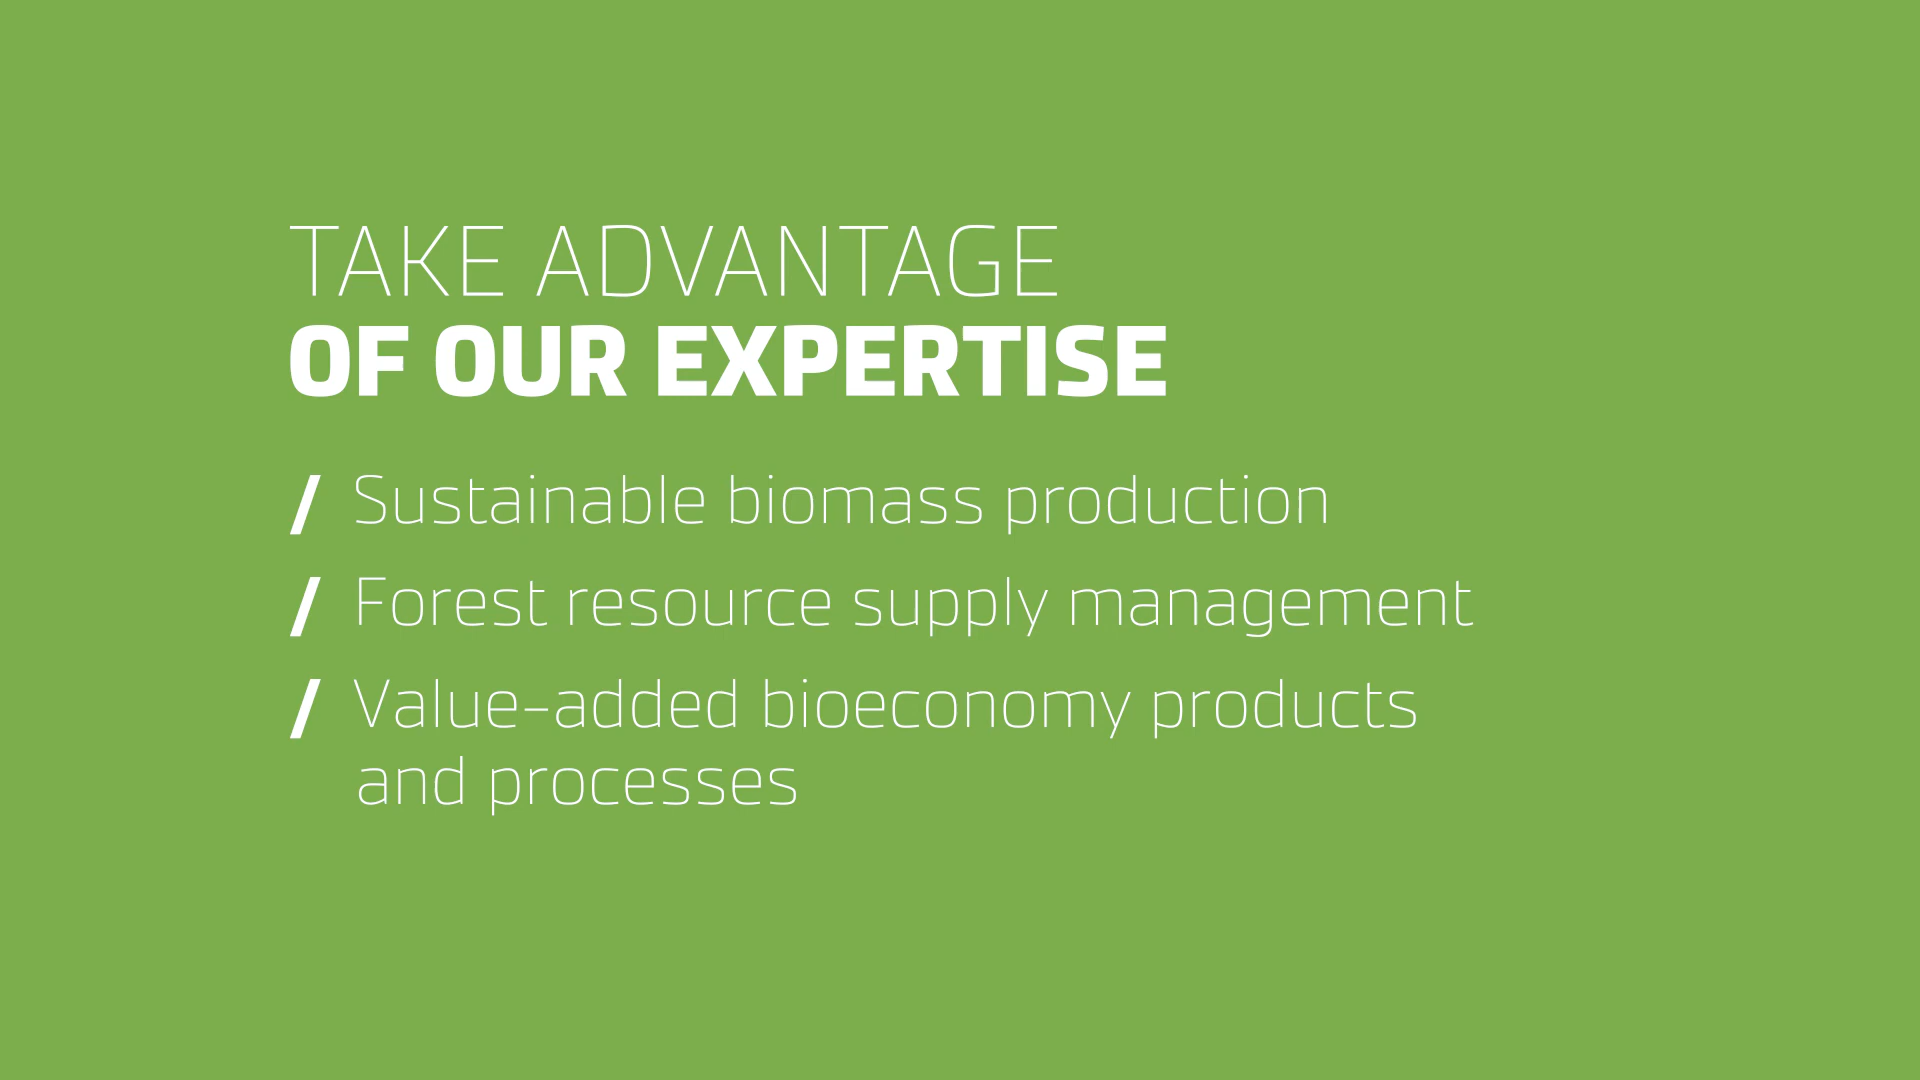 TAKE ADVANTAGE
OF OUR EXPERTISE
/ Sustainable biomass production
/ Forest resource supply management
/ Value-added bioeconomy products
and processes